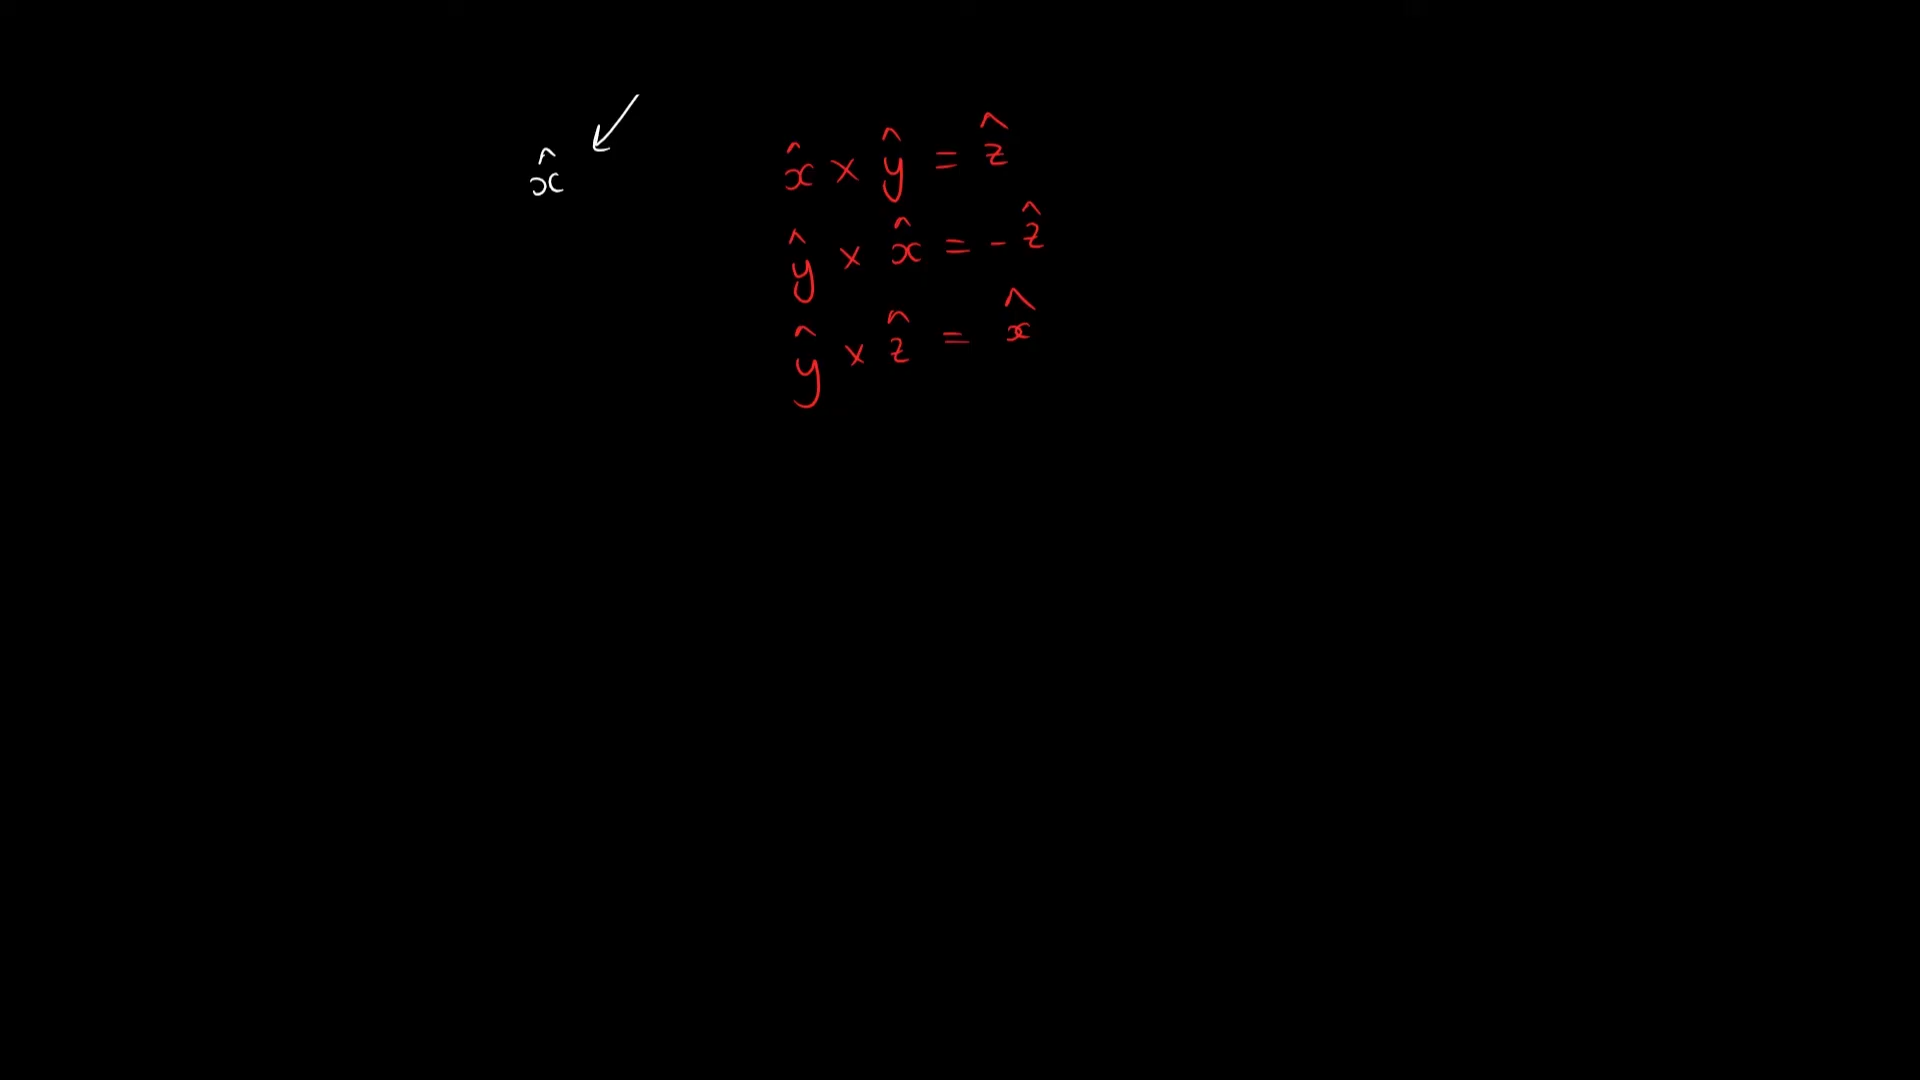 x̂
x̂ × ŷ = ẑ
ŷ × x̂ = - ẑ
ŷ × ẑ = x̂